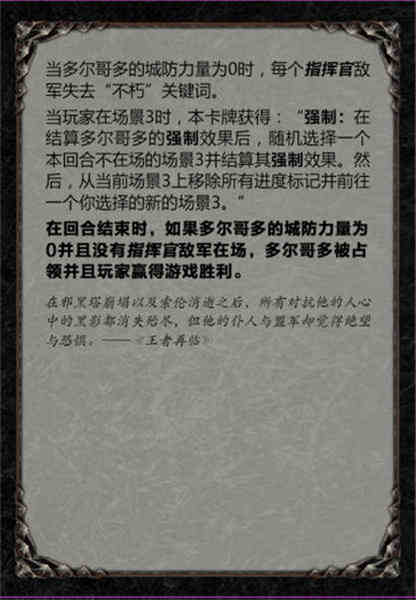 当多尔哥多的城防力量为0时，每个指挥官敌
军失去“不朽”关键词。
当玩家在场景3时，本卡牌获得：“强制：在
结算多尔哥多的强制效果后，随机选择一个
本回合不在场的场景3并结算其强制效果。然
后，从当前场景3上移除所有进度标记并前往
一个你选择的新的场景3。”
在回合结束时，如果多尔哥多的城防力量为
0并且没有指挥官敌军在场，多尔哥多被占
领并且玩家赢得游戏胜利。
在邪黑塔崩塌以及索伦消逝之后，所有对抗他的人心
中的黑影都消失殆尽，但他的仆人与盟军却觉得绝望
与恐惧。——《王者再临》